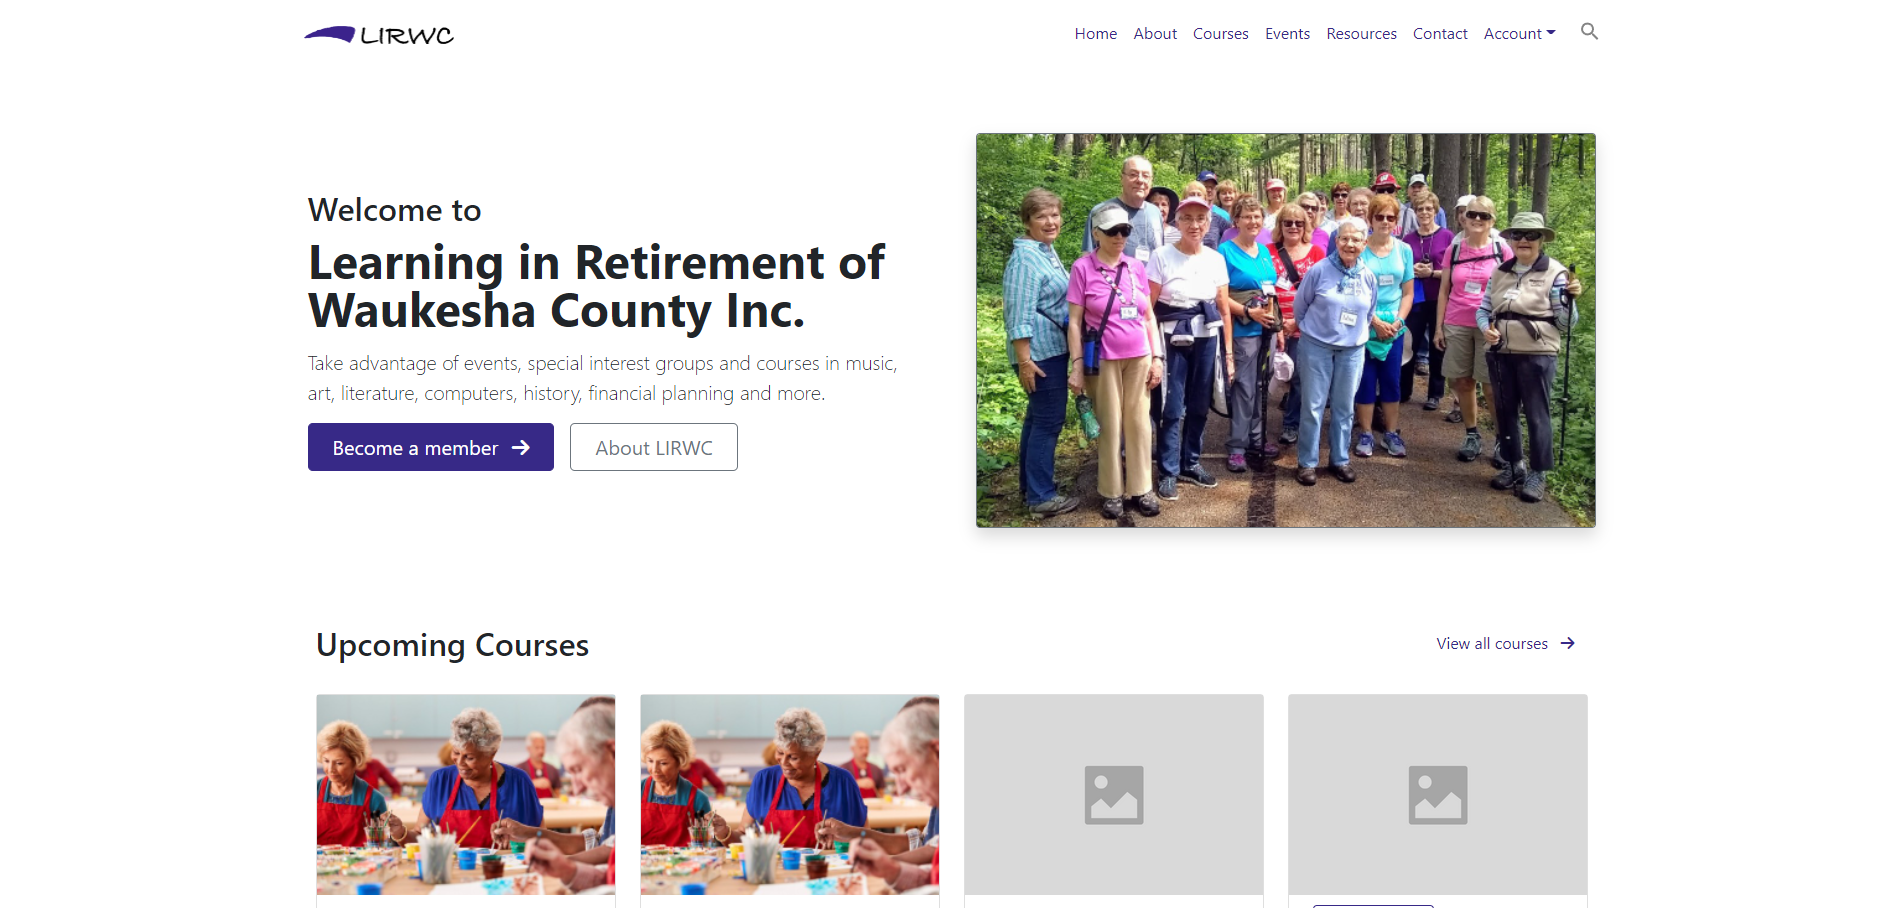 LIRWC
Home About Courses Events Resources Contact Account
Welcome to
Learning in Retirement of
Waukesha County Inc.
Take advantage of events, special interest groups and courses in music,
art, literature, computers, history, financial planning and more.
Become a member
About LIRWC
Upcoming Courses
View all courses